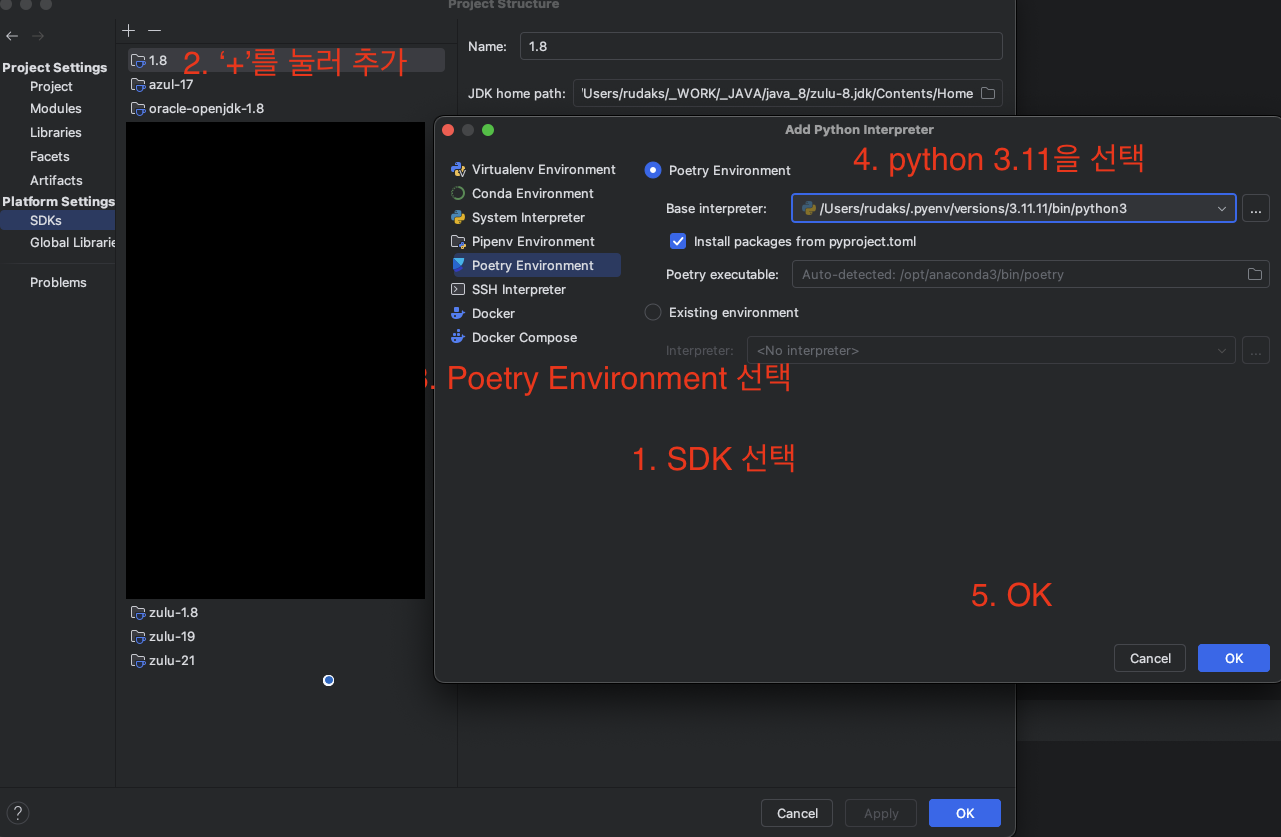 Project Structure
Project Settings
Project
Modules
Libraries
Facets
Artifacts
Platform Settings
SDKs
Global Librarie
Problems
1.8
2. ‘+’를 눌러 추가
azul-17
oracle-openjdk-1.8
zulu-1.8
zulu-19
zulu-21
Name: 1.8
JDK home path: 'Users/rudaks/_WORK/_JAVA/java_8/zulu-8.jdk/Contents/Home
Add Python Interpreter
4. python 3.11을 선택
Virtualenv Environment
Conda Environment
System Interpreter
Pipenv Environment
Poetry Environment
SSH Interpreter
Docker
Docker Compose
Poetry Environment
Base interpreter: /Users/rudaks/.pyenv/versions/3.11.11/bin/python3 ...
Install packages from pyproject.toml
Poetry executable: Auto-detected: /opt/anaconda3/bin/poetry
Existing environment
Interpreter: <No interpreter> ...
3. Poetry Environment 선택
1. SDK 선택
5. OK
Cancel OK
? Cancel Apply OK